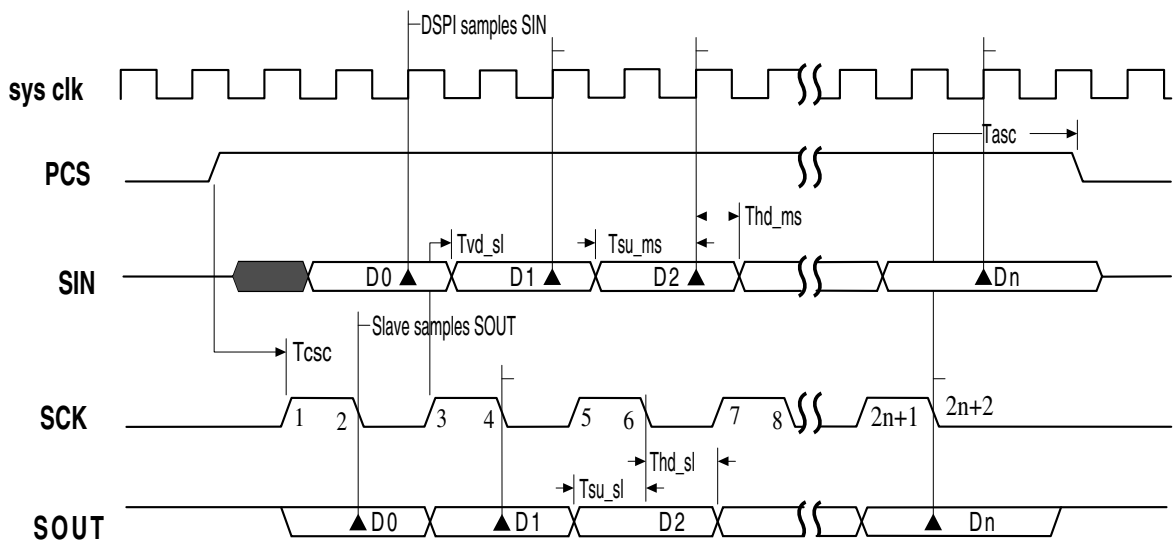 DSPI samples SIN
sys clk
Tasc
PCS
Thd_ms
Tvd_sl
Tsu_ms
SIN
D0
D1
D2
Dn
Slave samples SOUT
Tcsc
SCK
1
2
3
4
5
6
7
8
2n+1
2n+2
Thd_sl
Tsu_sl
SOUT
D0
D1
D2
Dn